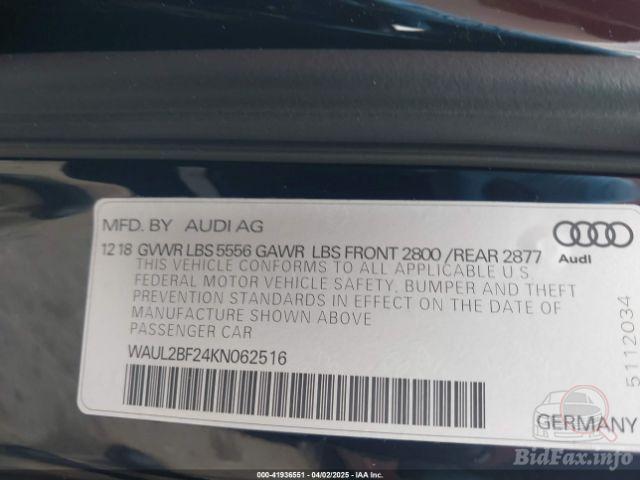 MFD. BY AUDI AG
12 18 GVWR LBS 5556 GAWR LBS FRONT 2800 /REAR 2877
THIS VEHICLE CONFORMS TO ALL APPLICABLE U S
FEDERAL MOTOR VEHICLE SAFETY, BUMPER AND THEFT
PREVENTION STANDARDS IN EFFECT ON THE DATE OF
MANUFACTURE SHOWN ABOVE
PASSENGER CAR
WAUL2BF24KN062516
Audi
5112034
GERMANY
BidFax.info
000-41936551 - 04/02/2025 - IAA Inc.